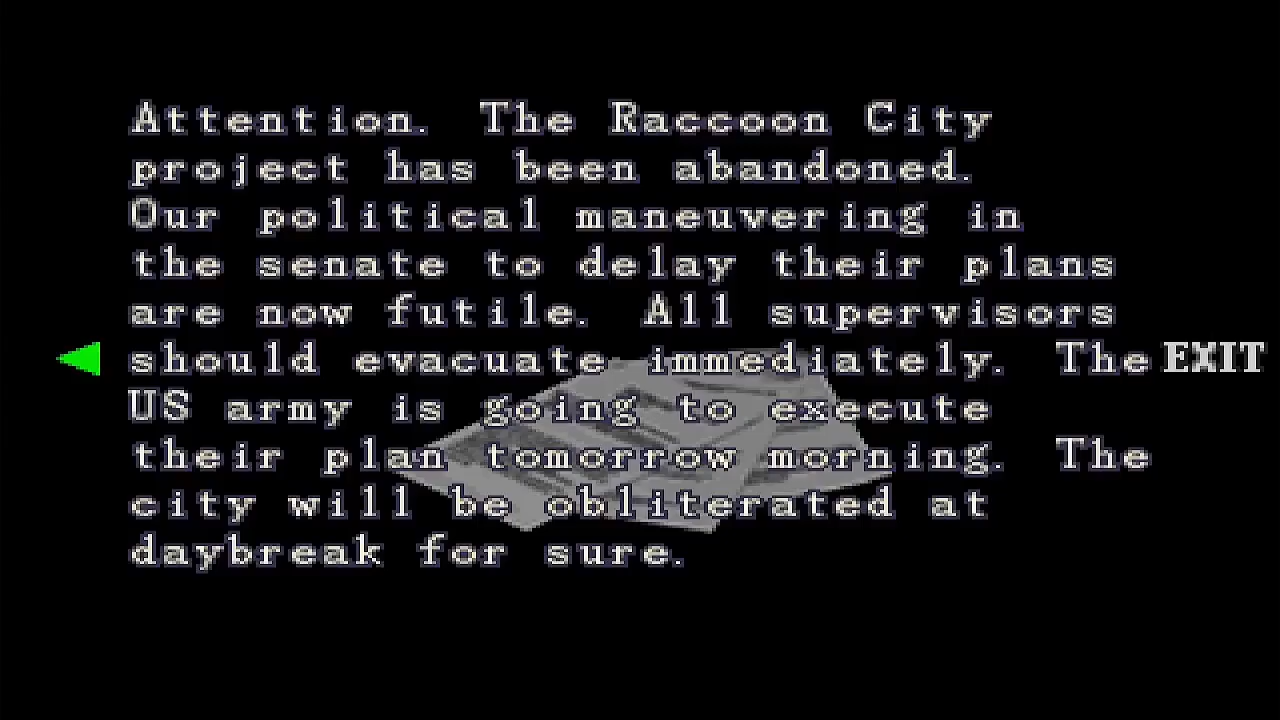 Attention. The Raccoon City
project has been abandoned.
Our political maneuvering in
the senate to delay their plans
are now futile. All supervisors
should evacuate immediately. The
EXIT
US army is going to execute
their plan tomorrow morning. The
city will be obliterated at
daybreak for sure.